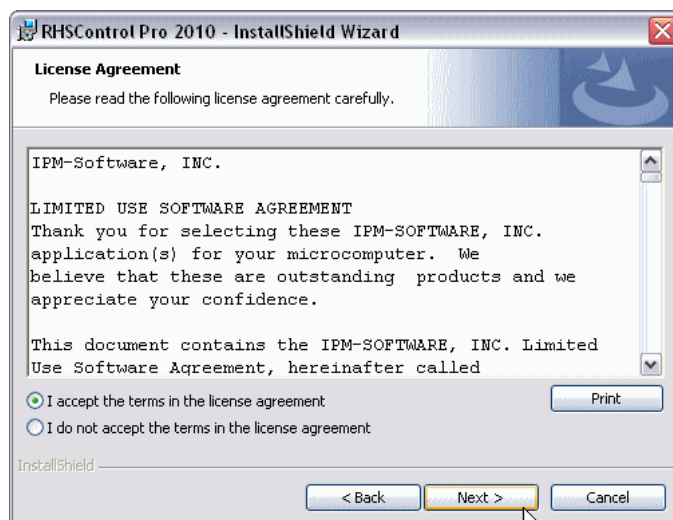 RHSControl Pro 2010 - InstallShield Wizard
License Agreement
Please read the following license agreement carefully.
IPM-Software, INC.
LIMITED USE SOFTWARE AGREEMENT
Thank you for selecting these IPM-SOFTWARE, INC.
application(s) for your microcomputer.  We
believe that these are outstanding  products and we
appreciate your confidence.
This document contains the IPM-SOFTWARE, INC. Limited
Use Software Agreement, hereinafter called
I accept the terms in the license agreement
Print
I do not accept the terms in the license agreement
InstallShield
< Back
Next >
Cancel